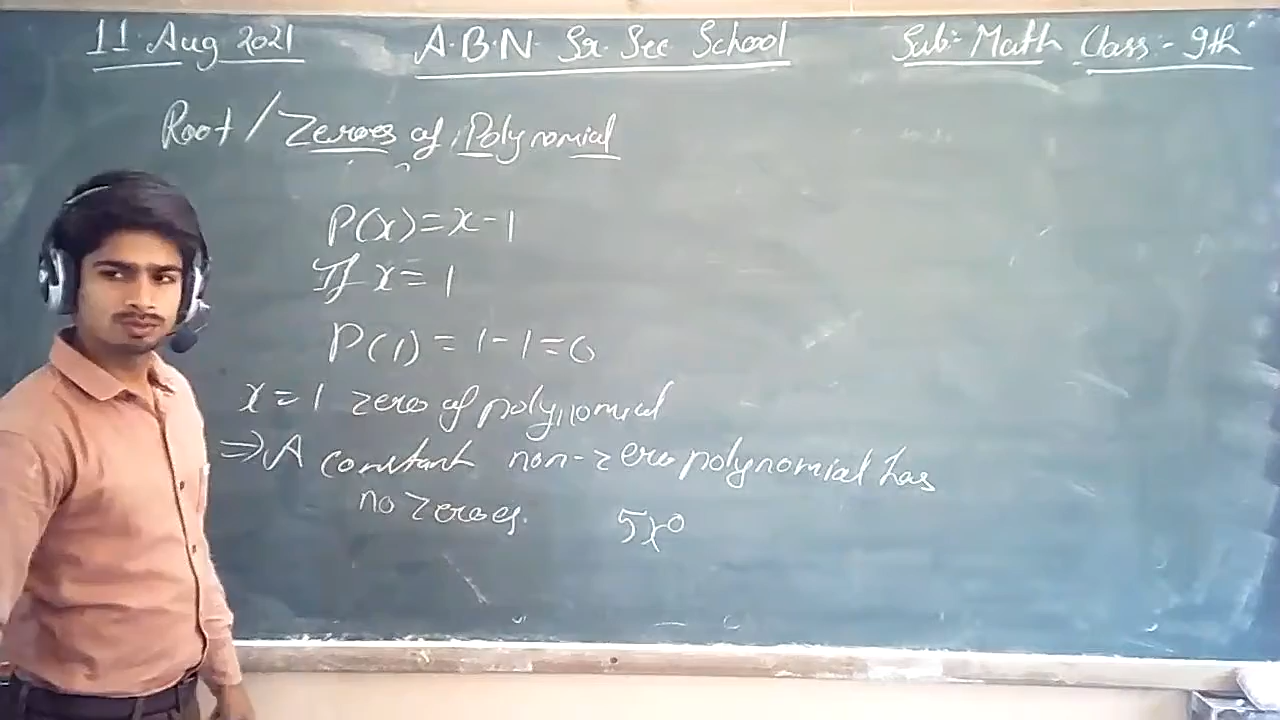 11 Aug 2021 A.B.N. Sr. Sec School Sub:- Math Class:- 9th
Root / Zeroes of Polynomial
P(x)=x-1
If x=1
P(1)=1-1=0
x=1 zero of polynomial
⇒ A constant non-zero polynomial has
no zeroes. 5x⁰